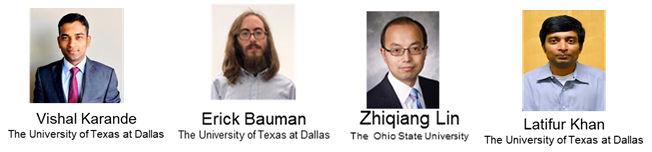 Vishal Karande
The University of Texas at Dallas
Erick Bauman
The University of Texas at Dallas
Zhiqiang Lin
The Ohio State University
Latifur Khan
The University of Texas at Dallas